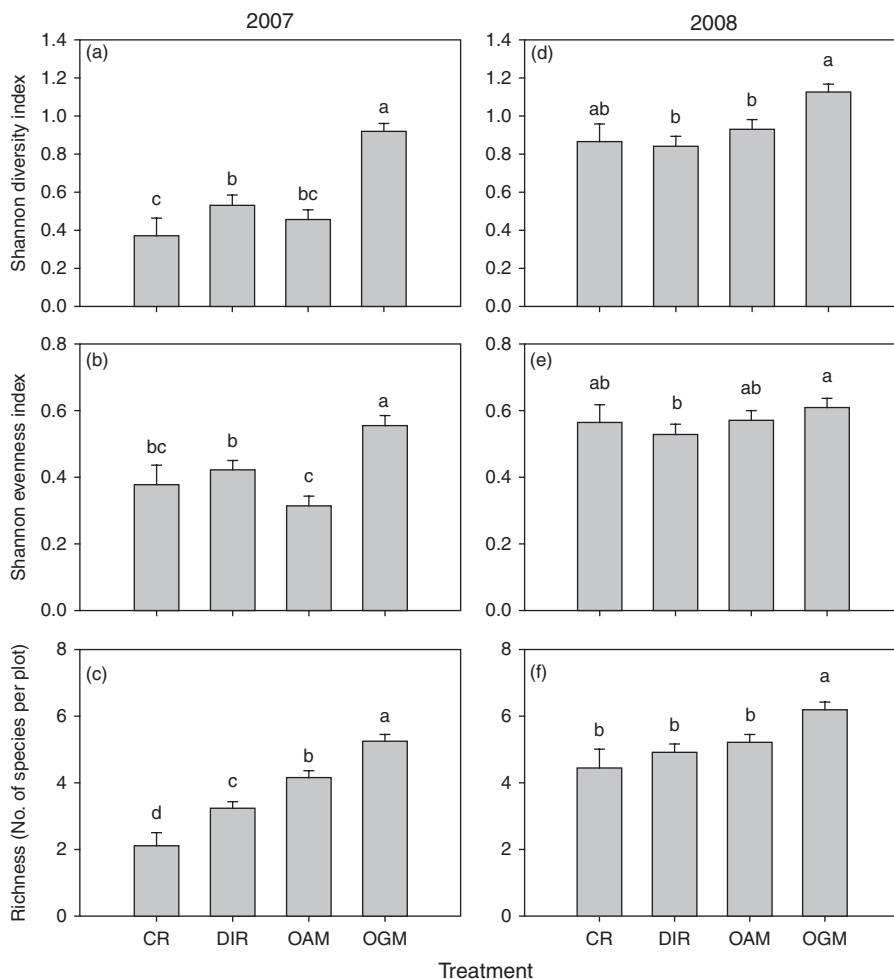 2007
2008
(a)
Shannon diversity index
1.4
1.2
1.0
0.8
0.6
0.4
0.2
0.0
c
b
bc
a
(d)
1.4
1.2
1.0
0.8
0.6
0.4
0.2
0.0
ab
b
b
a
(b)
Shannon evenness index
0.8
0.6
0.4
0.2
0.0
bc
b
c
a
(e)
0.8
0.6
0.4
0.2
0.0
ab
b
ab
a
(c)
Richness (No. of species per plot)
8
6
4
2
0
d
c
b
a
CR DIR OAM OGM
(f)
8
6
4
2
0
b
b
b
a
CR DIR OAM OGM
Treatment